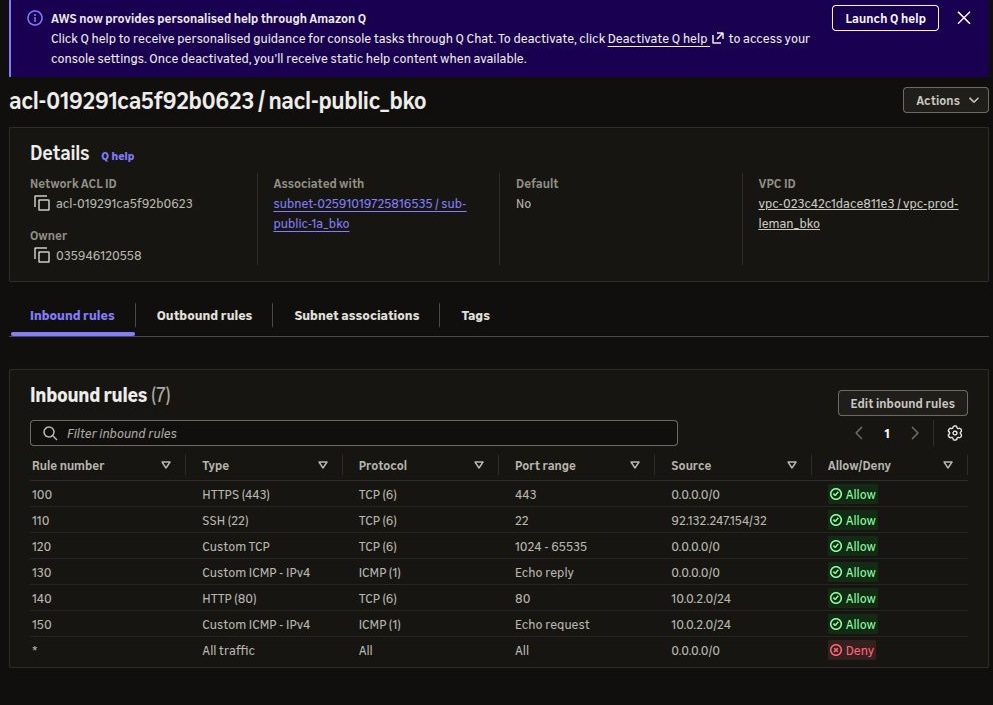 AWS now provides personalised help through Amazon Q
Launch Q help
Click Q help to receive personalised guidance for console tasks through Q Chat. To deactivate, click Deactivate Q help to access your
console settings. Once deactivated, you'll receive static help content when available.
acl-019291ca5f92b0623 / nacl-public_bko
Actions
Details Q help
Network ACL ID
acl-019291ca5f92b0623
Owner
035946120558
Associated with
subnet-02591019725816535 / sub-
public-1a_bko
Default
No
VPC ID
vpc-023c42c1dace811e3 / vpc-prod-
leman_bko
Inbound rules Outbound rules Subnet associations Tags
Inbound rules (7)
Edit inbound rules
Filter inbound rules
1
Rule number Type Protocol Port range Source Allow/Deny
100 HTTPS (443) TCP (6) 443 0.0.0.0/0 Allow
110 SSH (22) TCP (6) 22 92.132.247.154/32 Allow
120 Custom TCP TCP (6) 1024 - 65535 0.0.0.0/0 Allow
130 Custom ICMP - IPv4 ICMP (1) Echo reply 0.0.0.0/0 Allow
140 HTTP (80) TCP (6) 80 10.0.2.0/24 Allow
150 Custom ICMP - IPv4 ICMP (1) Echo request 10.0.2.0/24 Allow
* All traffic All All 0.0.0.0/0 Deny